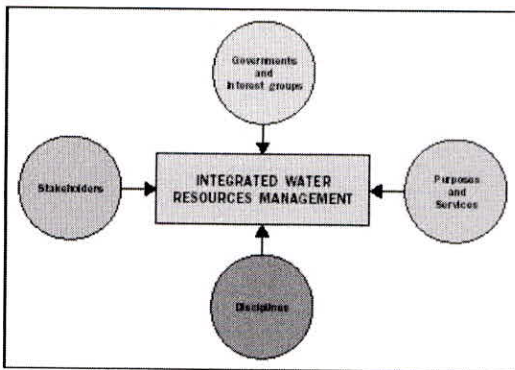 Governments
and
Interest groups
Stakeholders
INTEGRATED WATER
RESOURCES MANAGEMENT
Purposes
and
Services
Disciplines